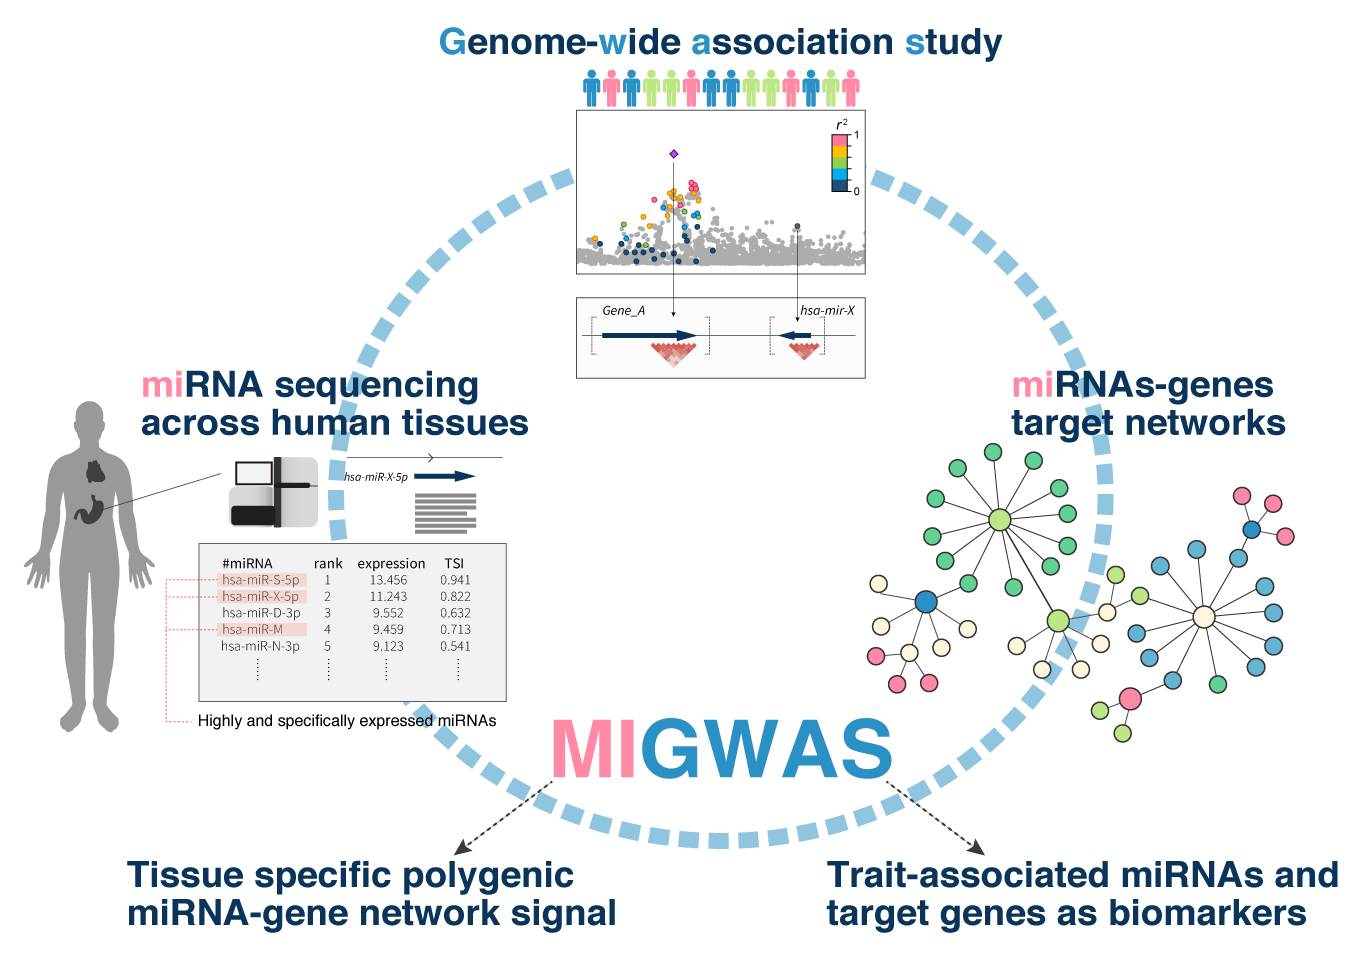 Genome-wide association study
r²
1
0
Gene_A
hsa-mir-X
miRNA sequencing
across human tissues
hsa-miR-X-5p
#miRNA rank expression TSI
hsa-miR-S-5p 1 13.456 0.941
hsa-miR-X-5p 2 11.243 0.822
hsa-miR-D-3p 3 9.552 0.632
hsa-miR-M 4 9.459 0.713
hsa-miR-N-3p 5 9.123 0.541
Highly and specifically expressed miRNAs
miRNAs-genes
target networks
MIGWAS
Tissue specific polygenic
miRNA-gene network signal
Trait-associated miRNAs and
target genes as biomarkers